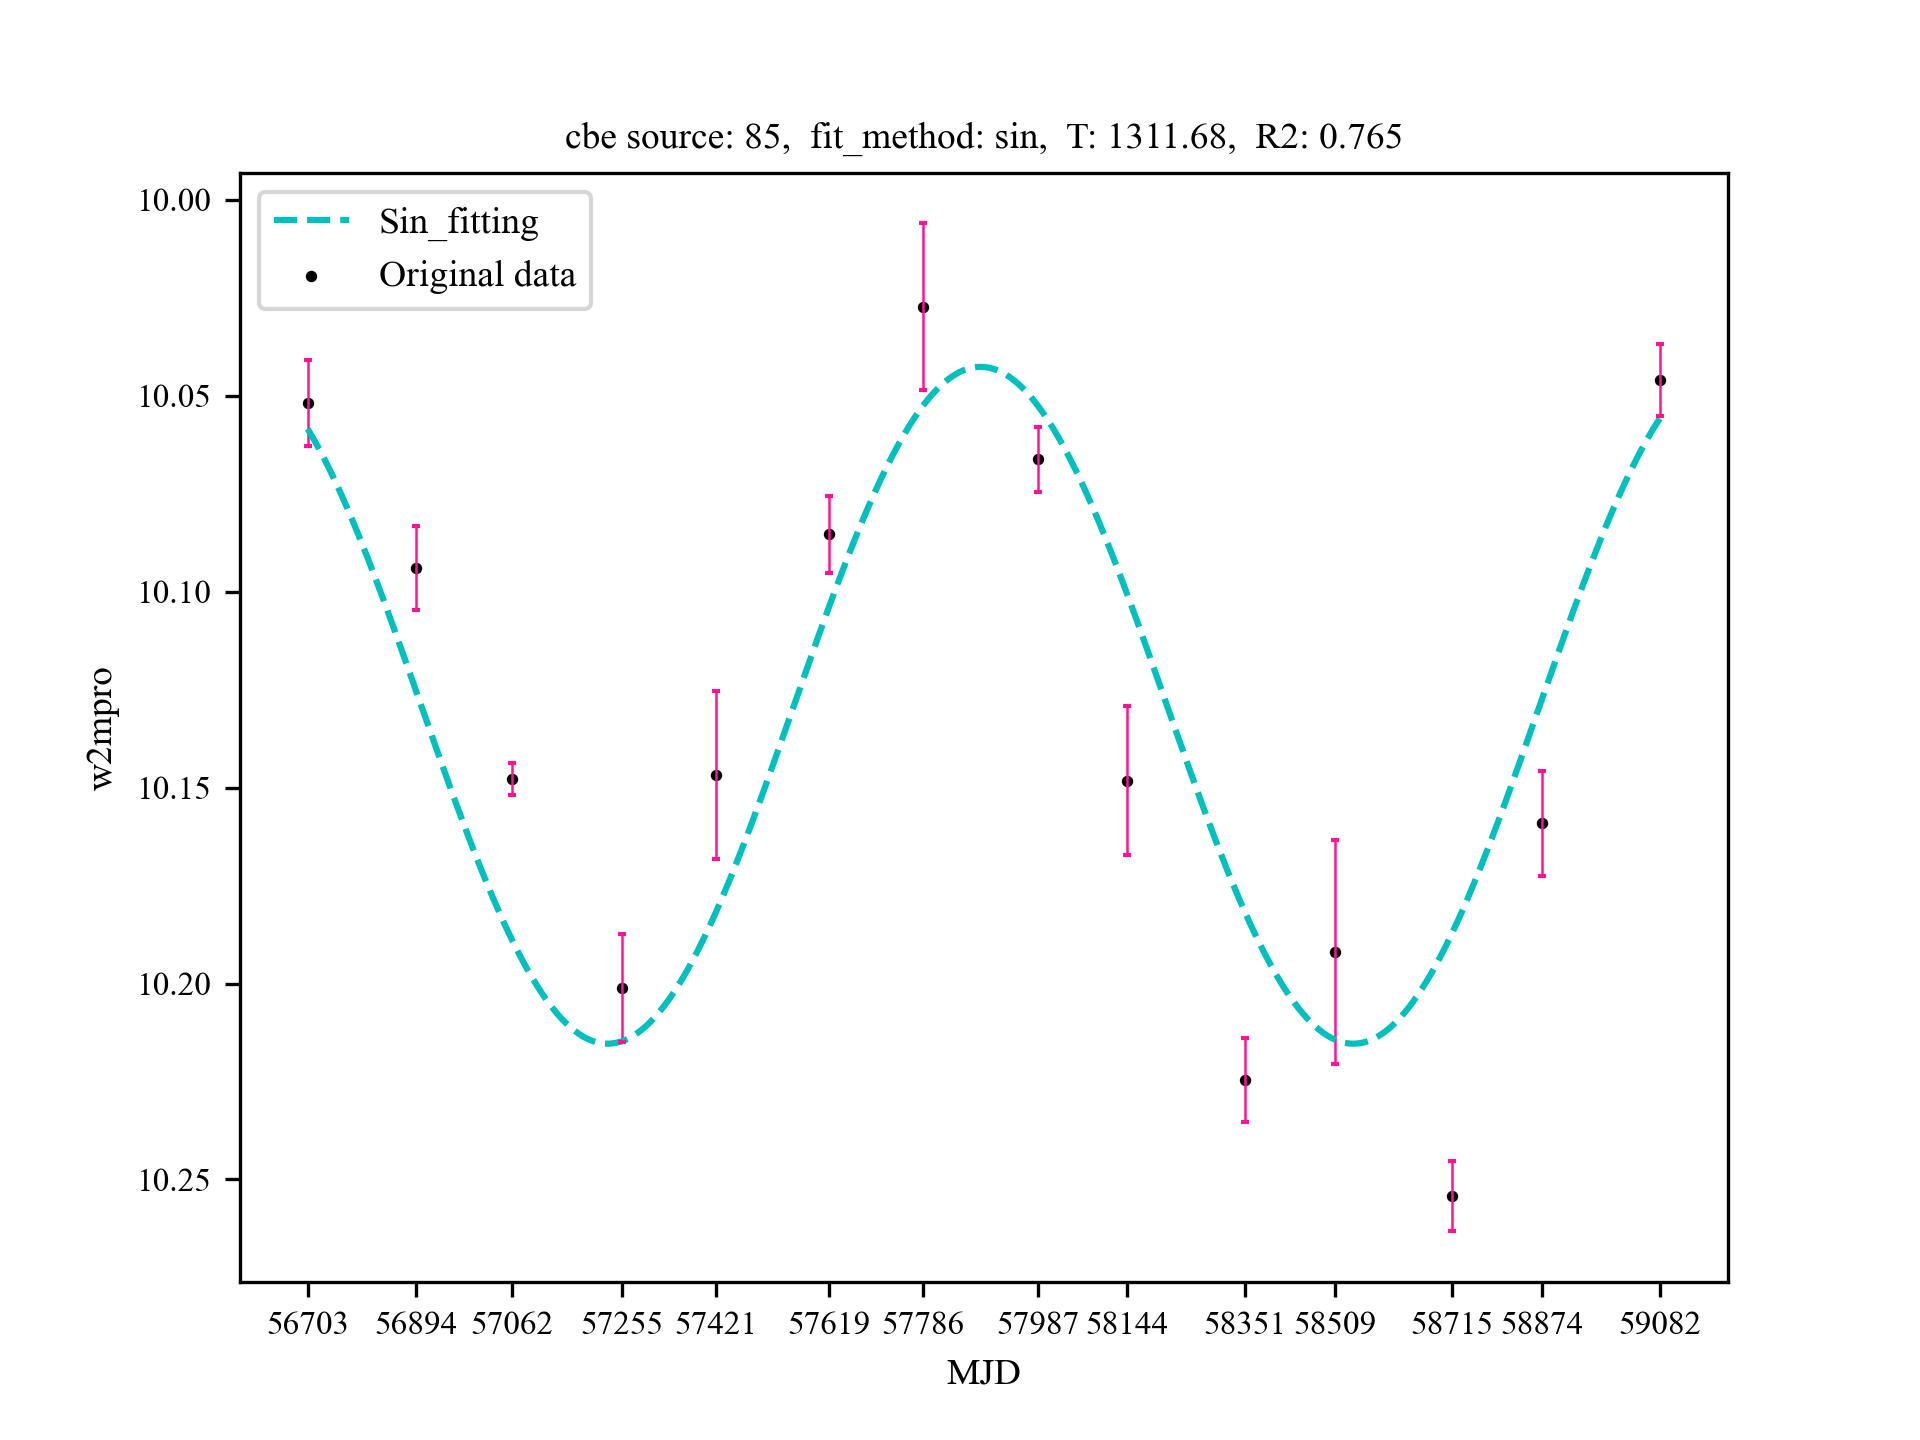 cbe source: 85,  fit_method: sin,  T: 1311.68,  R2: 0.765
Sin_fitting
Original data
10.00
10.05
10.10
10.15
10.20
10.25
w2mpro
56703 56894 57062 57255 57421 57619 57786 57987 58144 58351 58509 58715 58874 59082
MJD